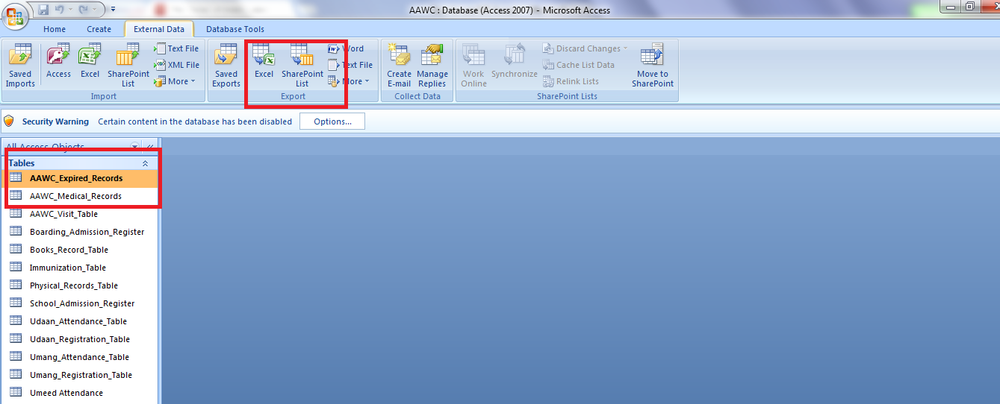 AAWC : Database (Access 2007) - Microsoft Access
Home Create External Data Database Tools
Saved Imports
Access
Excel
SharePoint List
Text File
XML File
More
Import
Saved Exports
Excel
SharePoint List
Word
Text File
More
Export
Create E-mail
Manage Replies
Collect Data
Work Online
Synchronize
Discard Changes
Cache List Data
Relink Lists
Move to SharePoint
SharePoint Lists
Security Warning Certain content in the database has been disabled Options...
All Access Objects
Tables
AAWC_Expired_Records
AAWC_Medical_Records
AAWC_Visit_Table
Boarding_Admission_Register
Books_Record_Table
Immunization_Table
Physical_Records_Table
School_Admission_Register
Udaan_Attendance_Table
Udaan_Registration_Table
Umang_Attendance_Table
Umang_Registration_Table
Umeed Attendance